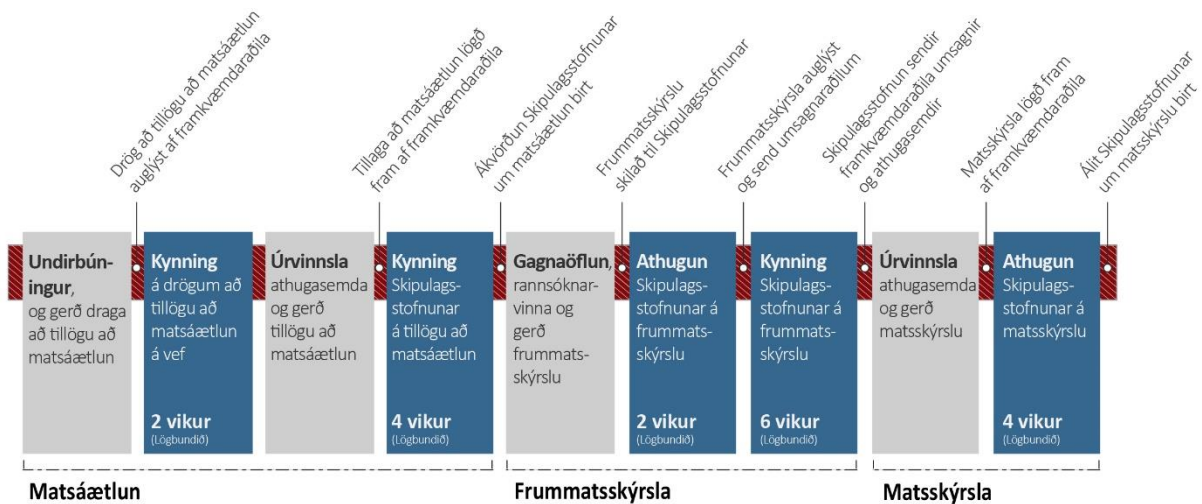 Drög að tillögu að matsáætlun
auglýst af framkvæmdaraðila
Tillaga að matsáætlun lögð
fram af framkvæmdaraðila
Ákvörðun Skipulagsstofnunar
um matsáætlun birt
Frummatsskýrslu
skilað til Skipulagsstofnunar
Frummatsskýrsla auglýst
og send umsagnaraðilum
Skipulagsstofnun sendir
framkvæmdaraðila umsagnir
og athugasemdir
Matsskýrsla lögð fram
af framkvæmdaraðila
Álit Skipulagsstofnunar
um matsskýrslu birt
Undirbún-
ingur,
og gerð draga
að tillögu að
matsáætlun
Kynning
á drögum að
tillögu að
matsáætlun
á vef
2 vikur
(Lögbundið)
Úrvinnsla
athugasemda
og gerð
tillögu að
matsáætlun
Kynning
Skipulags-
stofnunar
á tillögu að
matsáætlun
4 vikur
(Lögbundið)
Gagnaöflun,
rannsóknar-
vinna og
gerð
frummats-
skýrslu
Athugun
Skipulags-
stofnunar á
frummats-
skýrslu
2 vikur
(Lögbundið)
Kynning
Skipulags-
stofnunar á
frummats-
skýrslu
6 vikur
(Lögbundið)
Úrvinnsla
athugasemda
og gerð
matsskýrslu
Athugun
Skipulags-
stofnunar á
matsskýrslu
4 vikur
(Lögbundið)
Matsáætlun
Frummatsskýrsla
Matsskýrsla